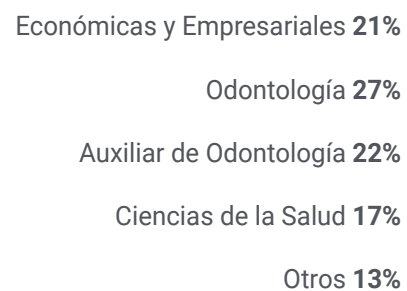 Económicas y Empresariales 21%
Odontología 27%
Auxiliar de Odontología 22%
Ciencias de la Salud 17%
Otros 13%